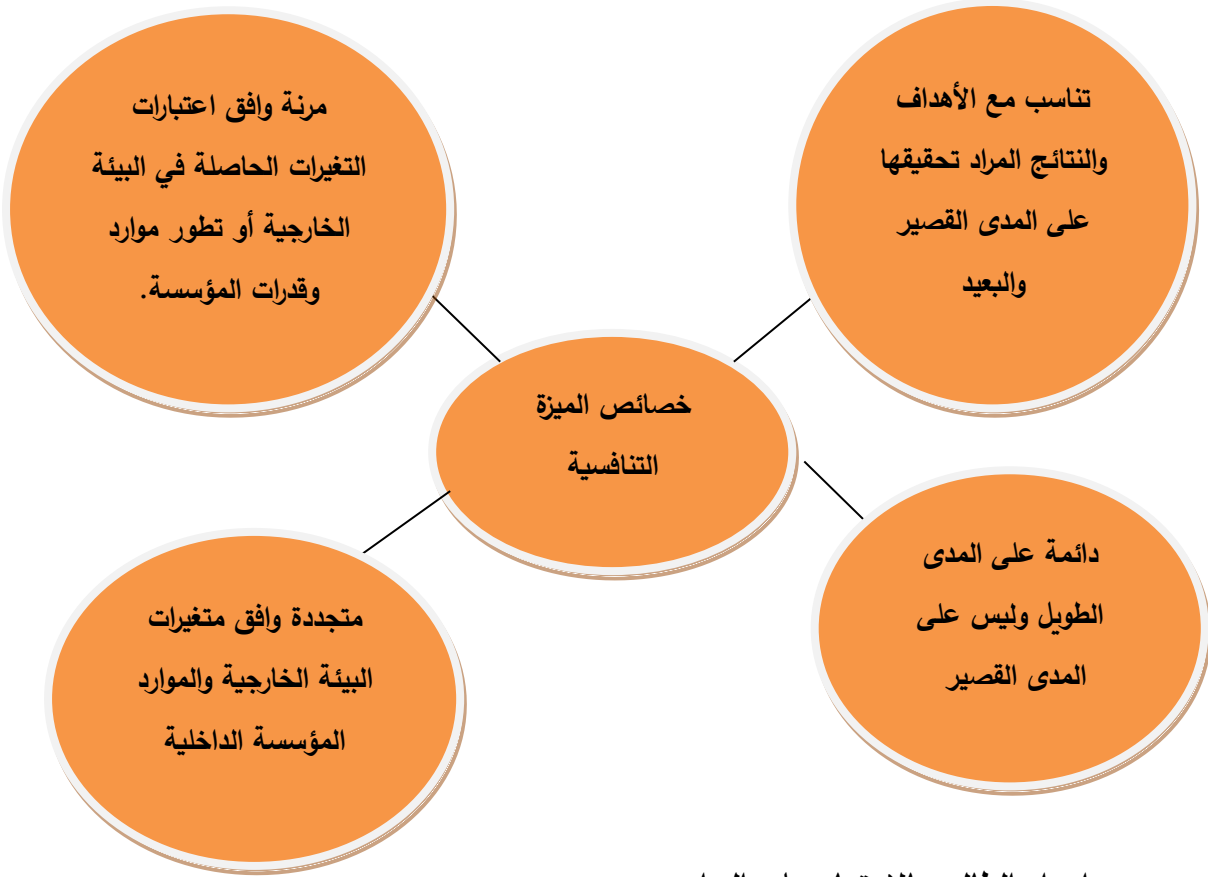 تناسب مع الأهداف
والنتائج المراد تحقيقها
على المدى القصير
والبعيد
مرنة وافق اعتبارات
التغيرات الحاصلة في البيئة
الخارجية أو تطور موارد
وقدرات المؤسسة.
خصائص الميزة
التنافسية
دائمة على المدى
الطويل وليس على
المدى القصير
متجددة وافق متغيرات
البيئة الخارجية والموارد
المؤسسة الداخلية